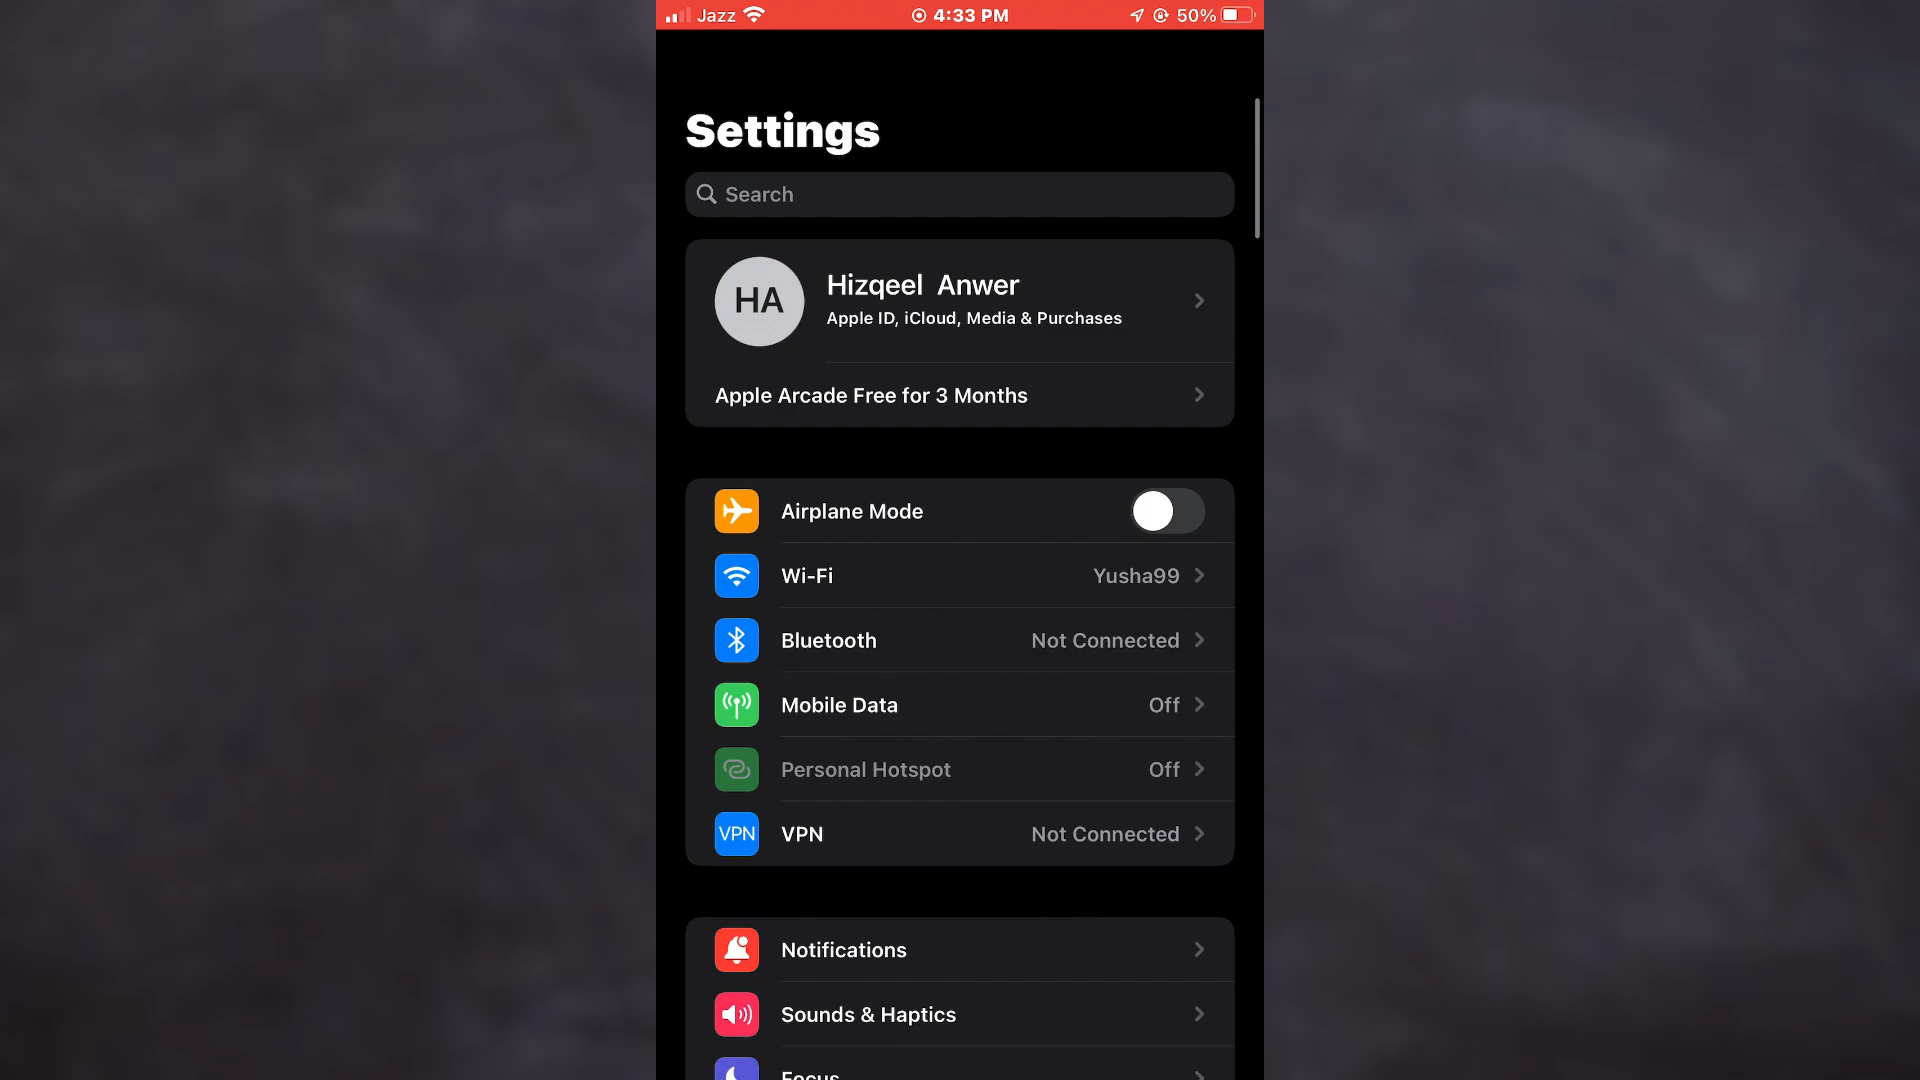 Jazz 4:33 PM 50%
Settings
Search
HA
Hizqeel Anwer
Apple ID, iCloud, Media & Purchases
Apple Arcade Free for 3 Months
Airplane Mode
Wi-Fi Yusha99
Bluetooth Not Connected
Mobile Data Off
Personal Hotspot Off
VPN VPN Not Connected
Notifications
Sounds & Haptics
Focus